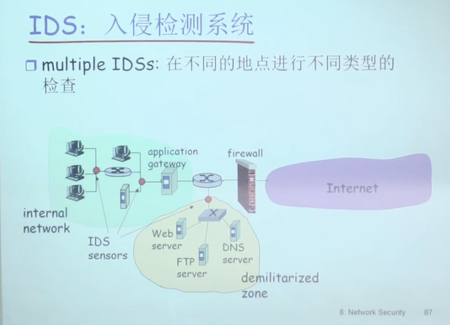 IDS: 入侵检测系统
multiple IDSs: 在不同的地点进行不同类型的
检查
application
gateway
firewall
Internet
internal
network
IDS
sensors
Web
server
FTP
server
DNS
server
demilitarized
zone
8: Network Security 87